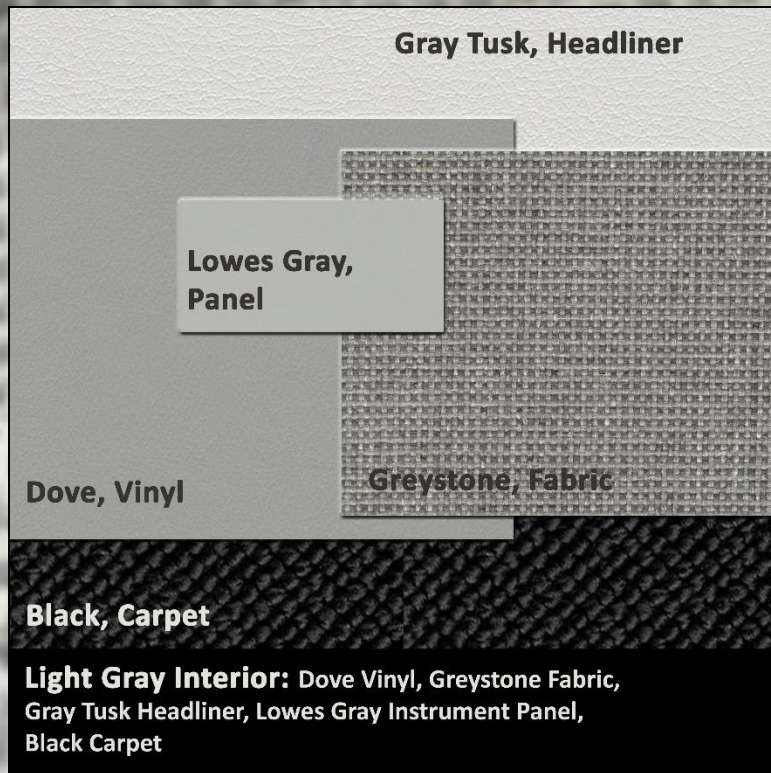 Gray Tusk, Headliner
Lowes Gray,
Panel
Dove, Vinyl
Greystone, Fabric
Black, Carpet
Light Gray Interior: Dove Vinyl, Greystone Fabric,
Gray Tusk Headliner, Lowes Gray Instrument Panel,
Black Carpet